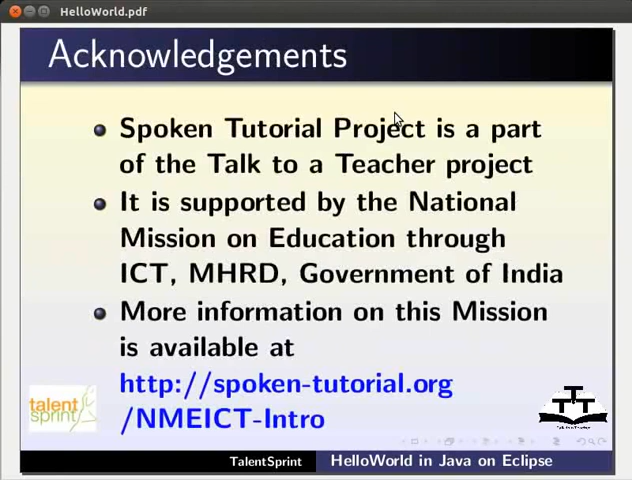 HelloWorld.pdf
Acknowledgements
Spoken Tutorial Project is a part
of the Talk to a Teacher project
It is supported by the National
Mission on Education through
ICT, MHRD, Government of India
More information on this Mission
is available at
http://spoken-tutorial.org
/NMEICT-Intro
talent
sprint
TTT
TalentSprint
HelloWorld in Java on Eclipse